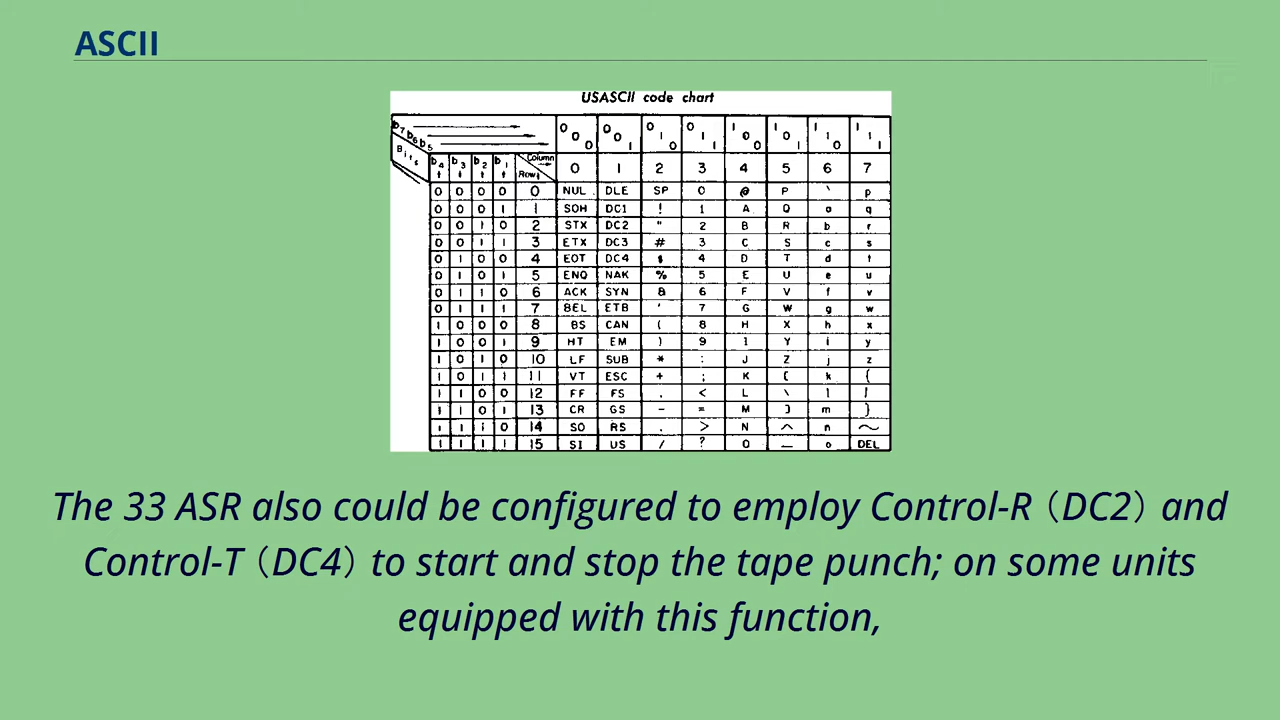 ASCII
USASCII code chart
b7 b6 b5
Bits
0 0 0 0 0 1 0 1 0 0 1 1 1 0 0 1 0 1 1 1 0 1 1 1
b4 b3 b2 b1 Column Row 0 1 2 3 4 5 6 7
0 0 0 0 0 NUL DLE SP 0 @ P ` p
0 0 0 1 1 SOH DC1 ! 1 A Q a q
0 0 1 0 2 STX DC2 " 2 B R b r
0 0 1 1 3 ETX DC3 # 3 C S c s
0 1 0 0 4 EOT DC4 $ 4 D T d t
0 1 0 1 5 ENQ NAK % 5 E U e u
0 1 1 0 6 ACK SYN & 6 F V f v
0 1 1 1 7 BEL ETB ' 7 G W g w
1 0 0 0 8 BS CAN ( 8 H X h x
1 0 0 1 9 HT EM ) 9 I Y i y
1 0 1 0 10 LF SUB * : J Z j z
1 0 1 1 11 VT ESC + ; K [ k {
1 1 0 0 12 FF FS , < L \ l |
1 1 0 1 13 CR GS - = M ] m }
1 1 1 0 14 SO RS . > N ^ n ~
1 1 1 1 15 SI US / ? O _ o DEL
The 33 ASR also could be configured to employ Control-R (DC2) and
Control-T (DC4) to start and stop the tape punch; on some units
equipped with this function,